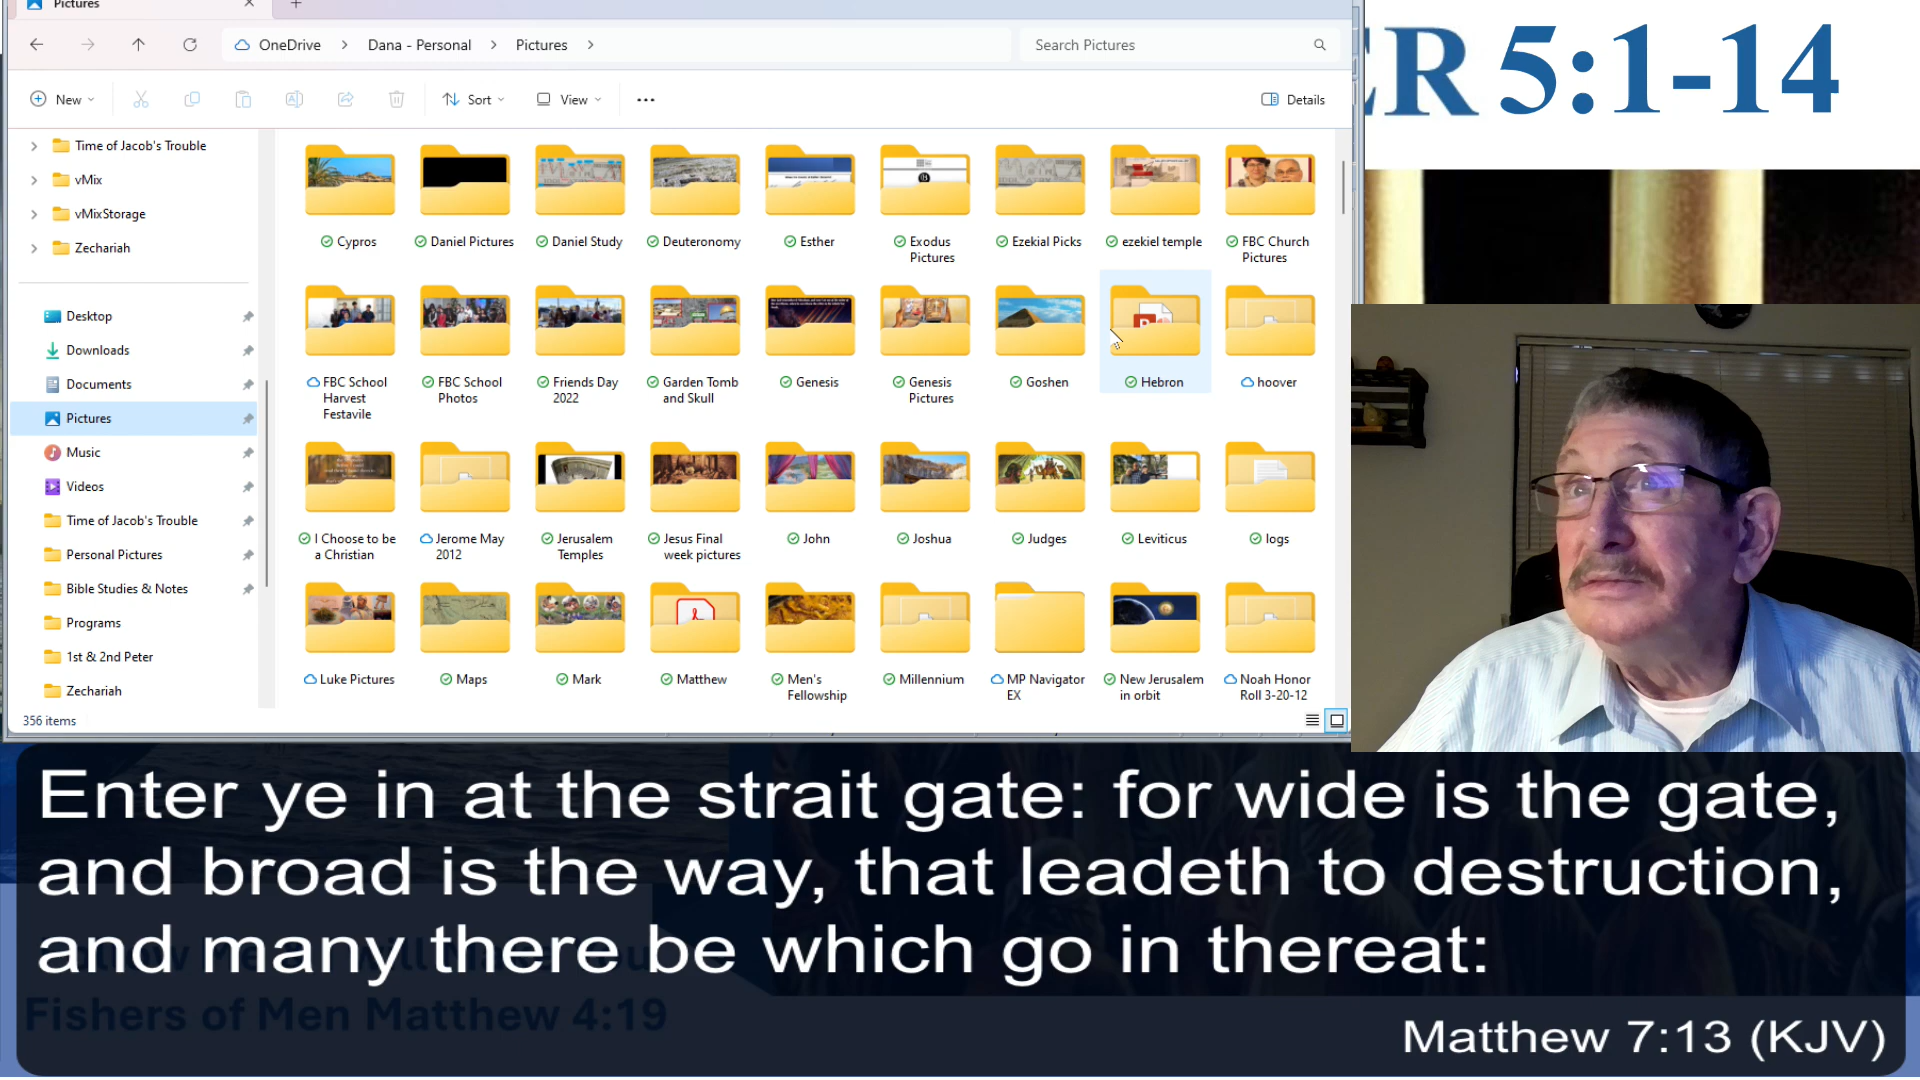 Pictures
ER 5:1-14
OneDrive > Dana - Personal > Pictures >
Search Pictures
New
Sort
View
Details
Time of Jacob's Trouble
vMix
vMixStorage
Zechariah
Desktop
Downloads
Documents
Pictures
Music
Videos
Time of Jacob's Trouble
Personal Pictures
Bible Studies & Notes
Programs
1st & 2nd Peter
Zechariah
356 items
Cypros
Daniel Pictures
Daniel Study
Deuteronomy
Esther
Exodus
Pictures
Ezekial Picks
ezekiel temple
FBC Church
Pictures
FBC School
Harvest
Festavile
FBC School
Photos
Friends Day
2022
Garden Tomb
and Skull
Genesis
Genesis
Pictures
Goshen
Hebron
hoover
I Choose to be
a Christian
Jerome May
2012
Jerusalem
Temples
Jesus Final
week pictures
John
Joshua
Judges
Leviticus
logs
Luke Pictures
Maps
Mark
Matthew
Men's
Fellowship
Millennium
MP Navigator
EX
New Jerusalem
in orbit
Noah Honor
Roll 3-20-12
Enter ye in at the strait gate: for wide is the gate,
and broad is the way, that leadeth to destruction,
and many there be which go in thereat:
Fishers of Men Matthew 4:19
Matthew 7:13 (KJV)